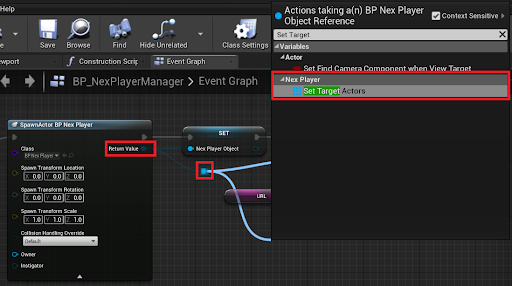 Help
Save
Browse
Find
Hide Unrelated
Class Settings
Viewport
Construction Scrip
Event Graph
BP_NexPlayerManager
Event Graph
SpawnActor BP Nex Player
Class
BP Nex Player
Return Value
Spawn Transform Location
X 0.0 Y 0.0 Z 0.0
Spawn Transform Rotation
X 0.0 Y 0.0 Z 0.0
Spawn Transform Scale
X 1.0 Y 1.0 Z 1.0
Collision Handling Override
Default
Owner
Instigator
SET
Nex Player Object
URL
Actions taking a(n) BP Nex Player
Object Reference
Context Sensitive
Set Target
Variables
Actor
Set Find Camera Component when View Target
Nex Player
Set Target Actors